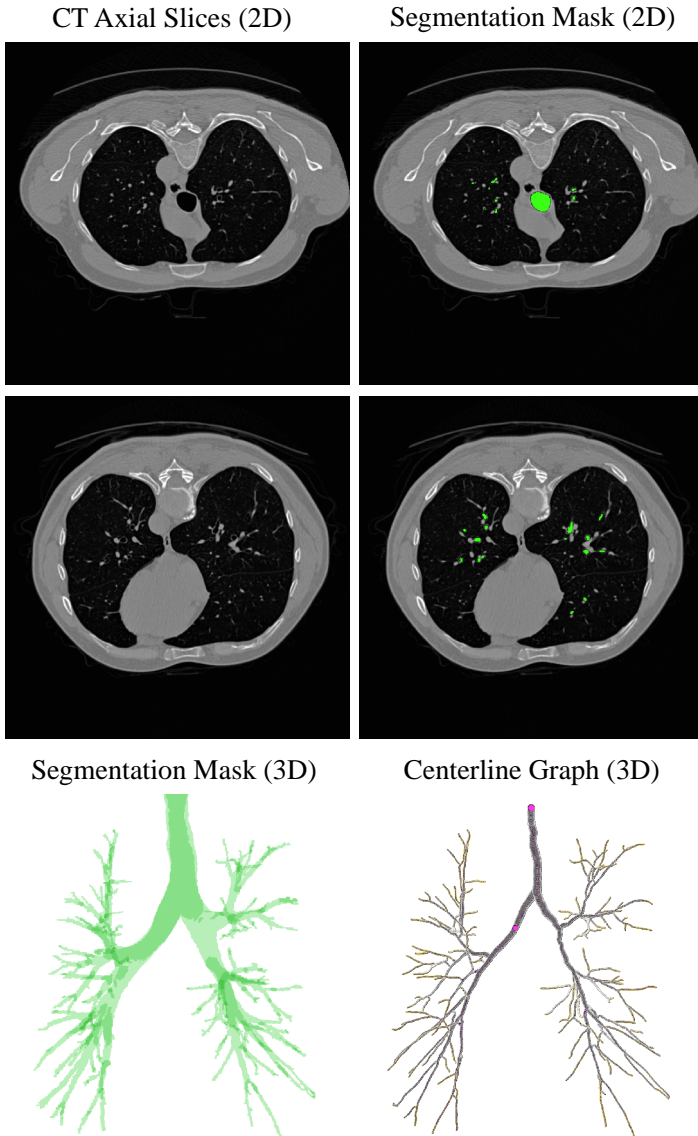 CT Axial Slices (2D)
Segmentation Mask (2D)
Segmentation Mask (3D)
Centerline Graph (3D)